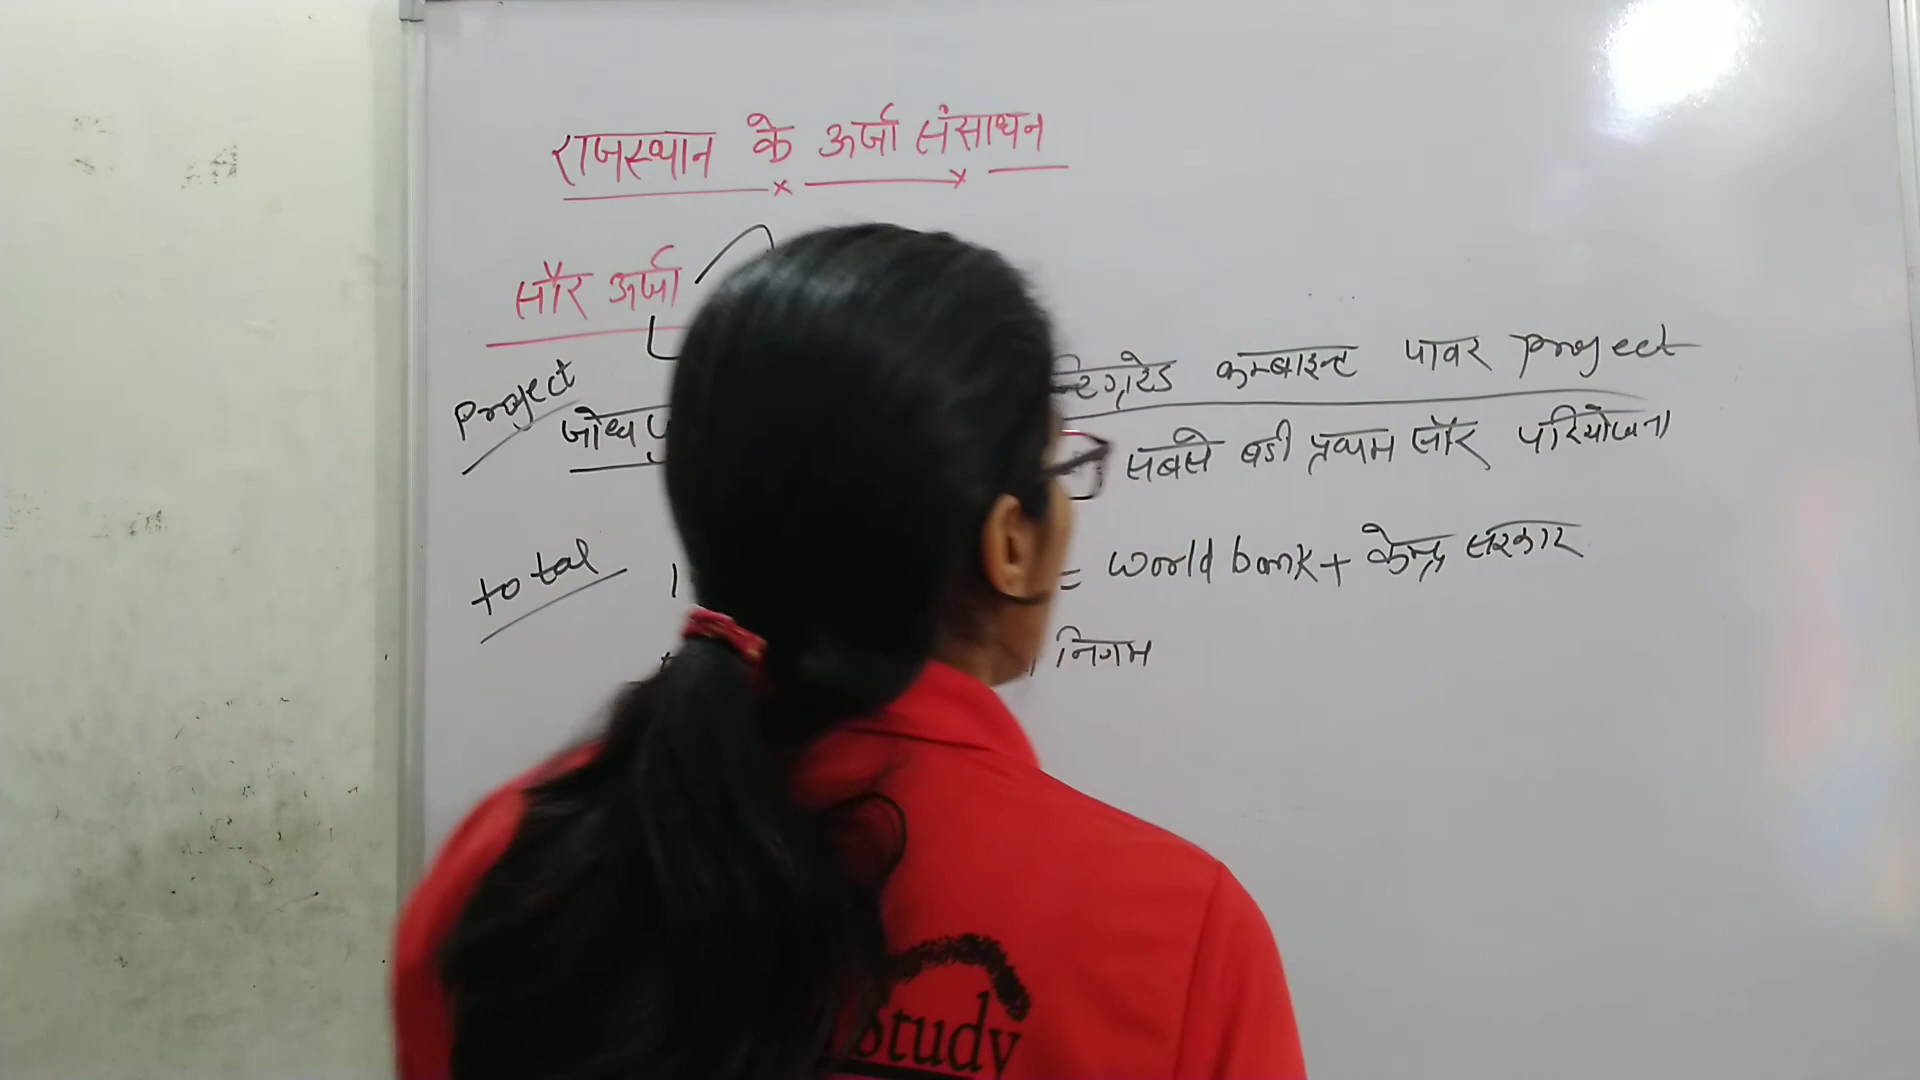 राजस्थान के ऊर्जा संसाधन
सौर ऊर्जा
Project
कम्बाइन्ड पावर project
जोधपु
सबसे बडी प्रथम सौर परियोजना
total
= world bank + केन्द्र सरकार
निगम
Study